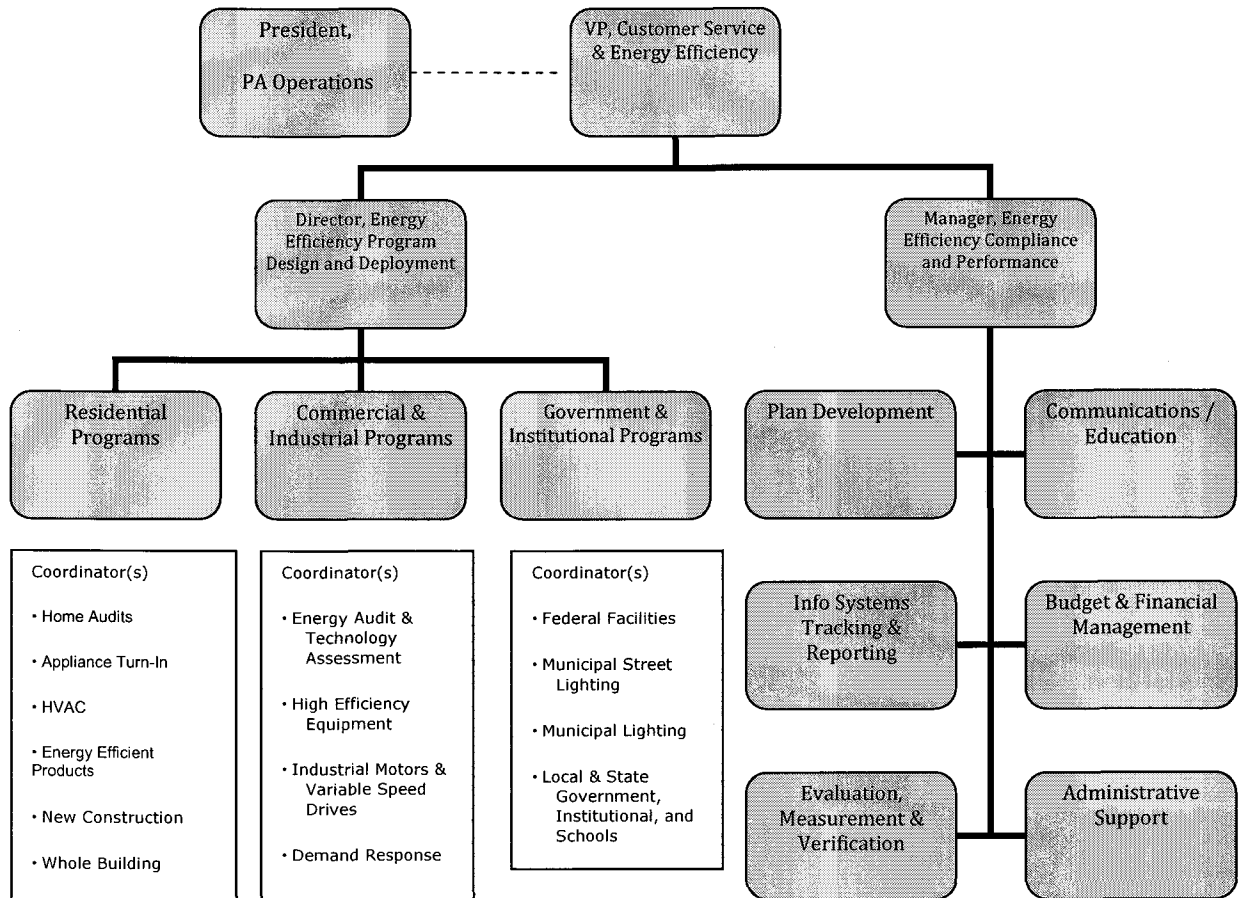 President,
PA Operations
VP, Customer Service
& Energy Efficiency
Director, Energy
Efficiency Program
Design and Deployment
Manager, Energy
Efficiency Compliance
and Performance
Residential
Programs
Commercial &
Industrial Programs
Government &
Institutional Programs
Plan Development
Communications /
Education
Coordinator(s)
• Home Audits
• Appliance Turn-In
• HVAC
• Energy Efficient
Products
• New Construction
• Whole Building
Coordinator(s)
• Energy Audit &
Technology
Assessment
• High Efficiency
Equipment
• Industrial Motors &
Variable Speed
Drives
• Demand Response
Coordinator(s)
• Federal Facilities
• Municipal Street
Lighting
• Municipal Lighting
• Local & State
Government,
Institutional, and
Schools
Info Systems
Tracking &
Reporting
Budget & Financial
Management
Evaluation,
Measurement &
Verification
Administrative
Support